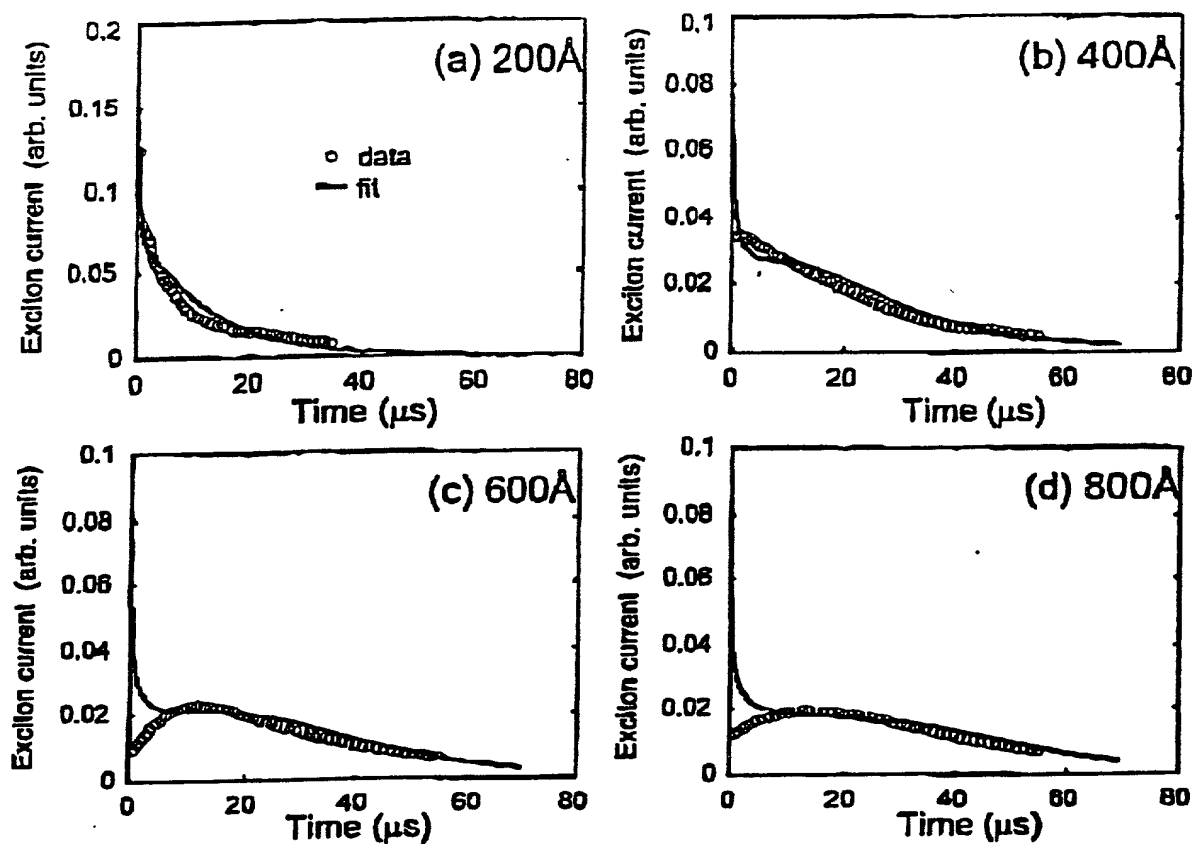 Exciton current (arb. units)
0.2
0.15
0.1
0.05
0
(a) 200Å
data
fit
0 20 40 60 80
Time (μs)
Exciton current (arb. units)
0.1
0.08
0.06
0.04
0.02
0
(b) 400Å
0 20 40 60 80
Time (μs)
Exciton current (arb. units)
0.1
0.08
0.06
0.04
0.02
0
(c) 600Å
0 20 40 60 80
Time (μs)
Exciton current (arb. units)
0.1
0.08
0.06
0.04
0.02
0
(d) 800Å
0 20 40 60 80
Time (μs)